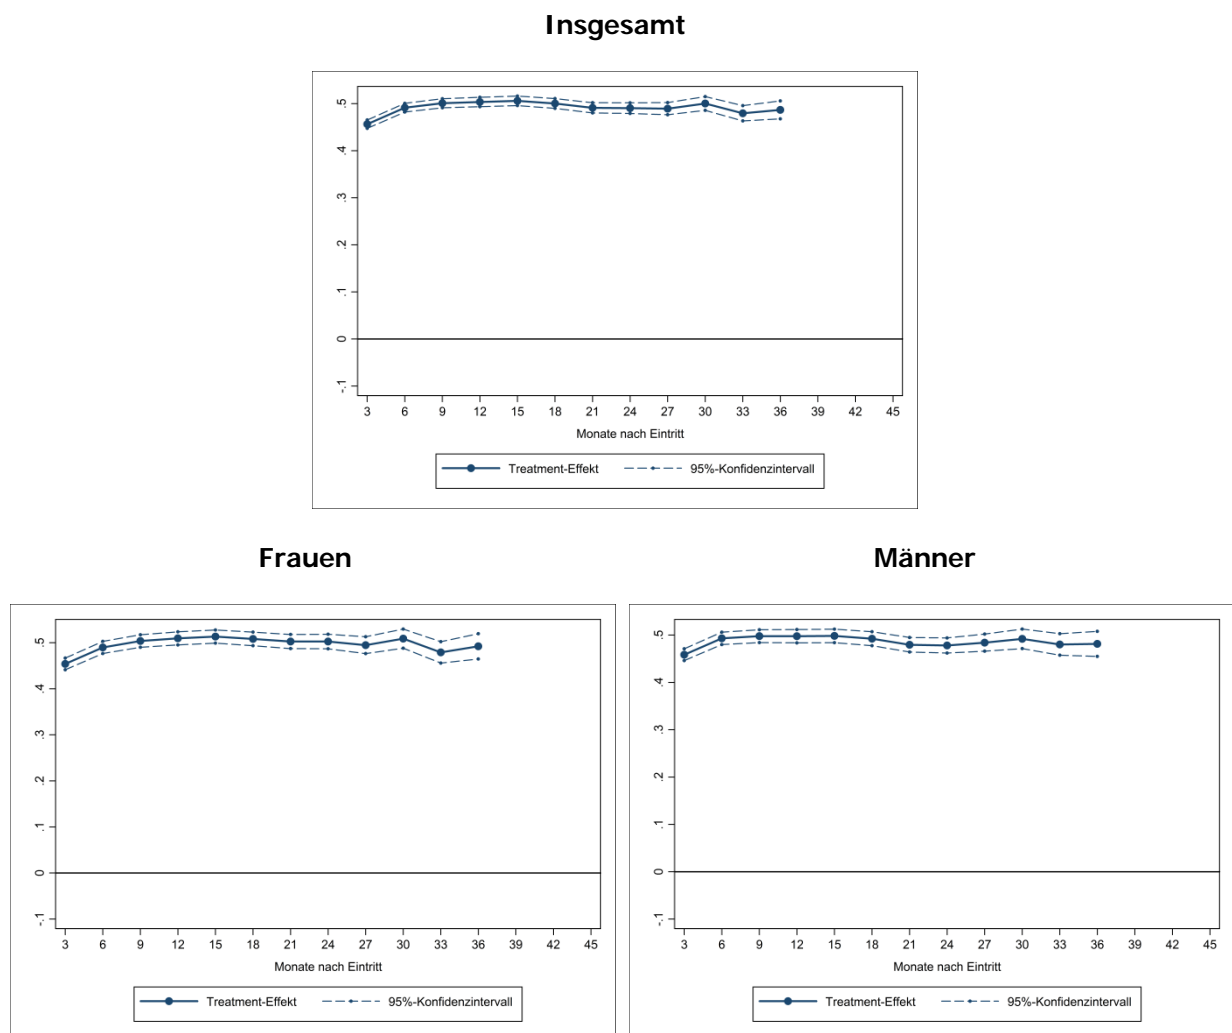 Insgesamt
.5
.4
.3
.2
.1
0
-.1
3 6 9 12 15 18 21 24 27 30 33 36 39 42 45
Monate nach Eintritt
Treatment-Effekt 95%-Konfidenzintervall
Frauen
.5
.4
.3
.2
.1
0
-.1
3 6 9 12 15 18 21 24 27 30 33 36 39 42 45
Monate nach Eintritt
Treatment-Effekt 95%-Konfidenzintervall
Männer
.5
.4
.3
.2
.1
0
-.1
3 6 9 12 15 18 21 24 27 30 33 36 39 42 45
Monate nach Eintritt
Treatment-Effekt 95%-Konfidenzintervall